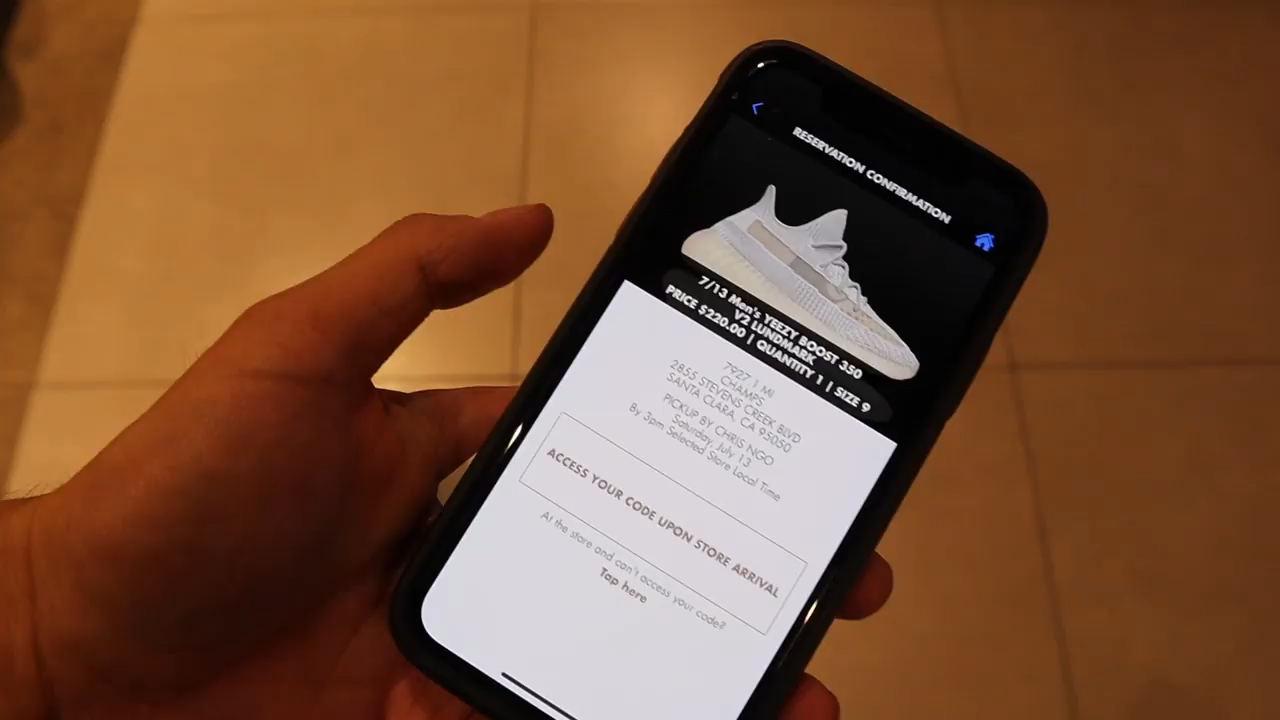 RESERVATION CONFIRMATION
7/13 Men's YEEZY BOOST 350
V2 LUNDMARK
PRICE $220.00 | QUANTITY 1 | SIZE 9
7927.1 MI
CHAMPS
2855 STEVENS CREEK BLVD
SANTA CLARA, CA 95050
PICKUP BY CHRIS NGO
Saturday, July 13
By 3pm Selected Store Local Time
ACCESS YOUR CODE UPON STORE ARRIVAL
At the store and can't access your code?
Tap here